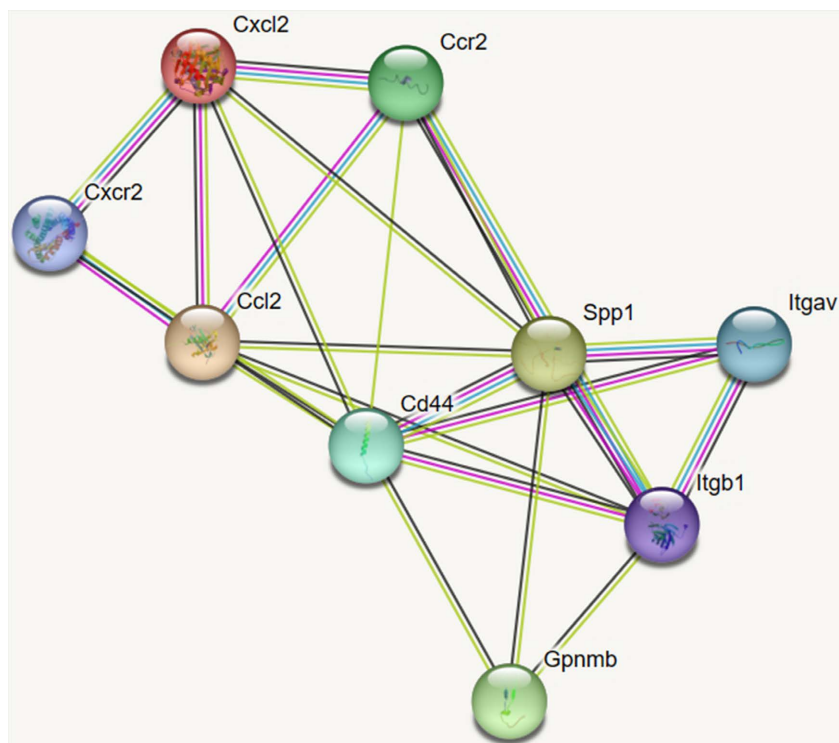 Cxcl2
Ccr2
Cxcr2
Ccl2
Spp1
Itgav
Cd44
Itgb1
Gpnmb